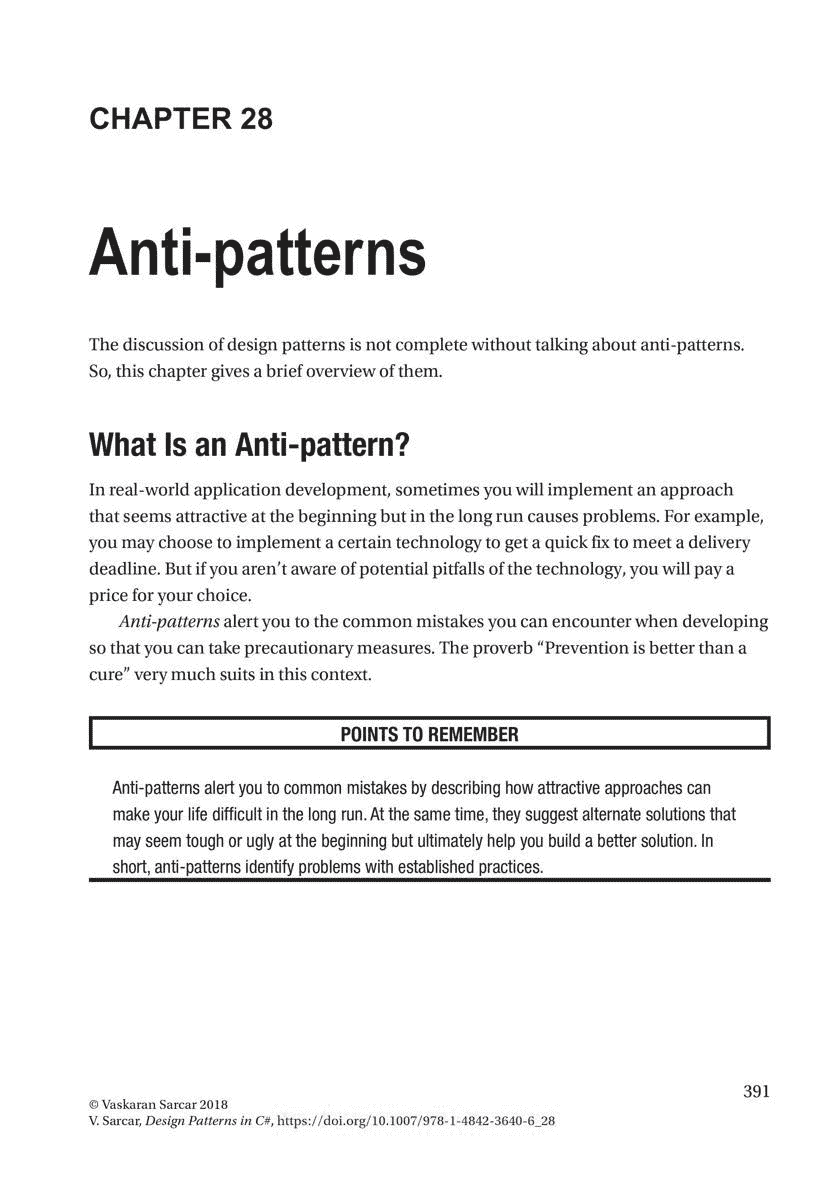 CHAPTER 28
Anti-patterns
The discussion of design patterns is not complete without talking about anti-patterns.
So, this chapter gives a brief overview of them.
What Is an Anti-pattern?
In real-world application development, sometimes you will implement an approach
that seems attractive at the beginning but in the long run causes problems. For example,
you may choose to implement a certain technology to get a quick fix to meet a delivery
deadline. But if you aren’t aware of potential pitfalls of the technology, you will pay a
price for your choice.
Anti-patterns alert you to the common mistakes you can encounter when developing
so that you can take precautionary measures. The proverb “Prevention is better than a
cure” very much suits in this context.
POINTS TO REMEMBER
Anti-patterns alert you to common mistakes by describing how attractive approaches can
make your life difficult in the long run. At the same time, they suggest alternate solutions that
may seem tough or ugly at the beginning but ultimately help you build a better solution. In
short, anti-patterns identify problems with established practices.
391
© Vaskaran Sarcar 2018
V. Sarcar, Design Patterns in C#, https://doi.org/10.1007/978-1-4842-3640-6_28